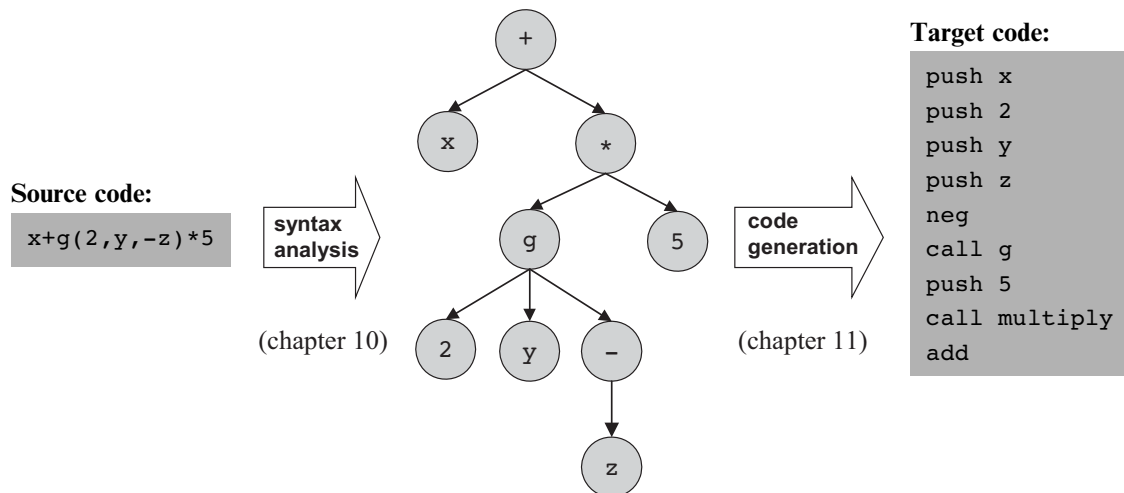 Source code:
x+g(2,y,-z)*5
syntax
analysis
(chapter 10)
+
x
*
g
5
2
y
-
z
code
generation
(chapter 11)
Target code:
push x
push 2
push y
push z
neg
call g
push 5
call multiply
add